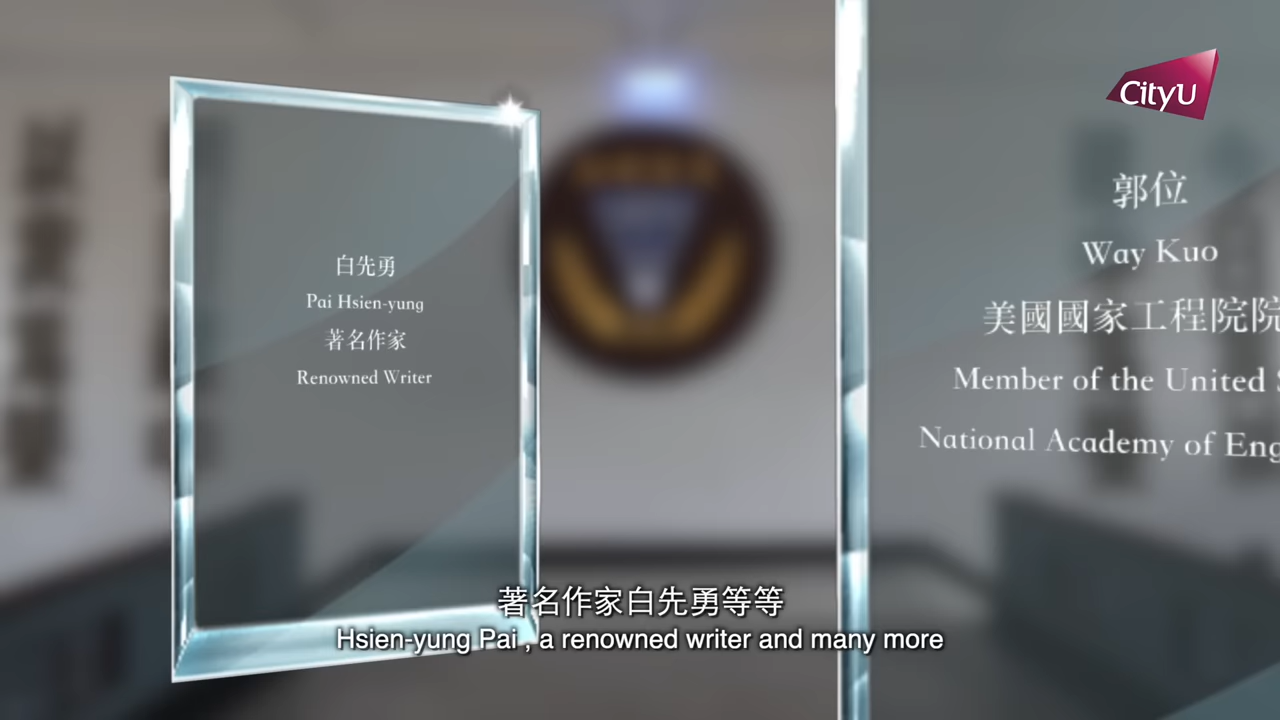 CityU
白先勇
Pai Hsien-yung
著名作家
Renowned Writer
郭位
Way Kuo
美國國家工程院院
Member of the United S
National Academy of Eng
著名作家白先勇等等
Hsien-yung Pai , a renowned writer and many more